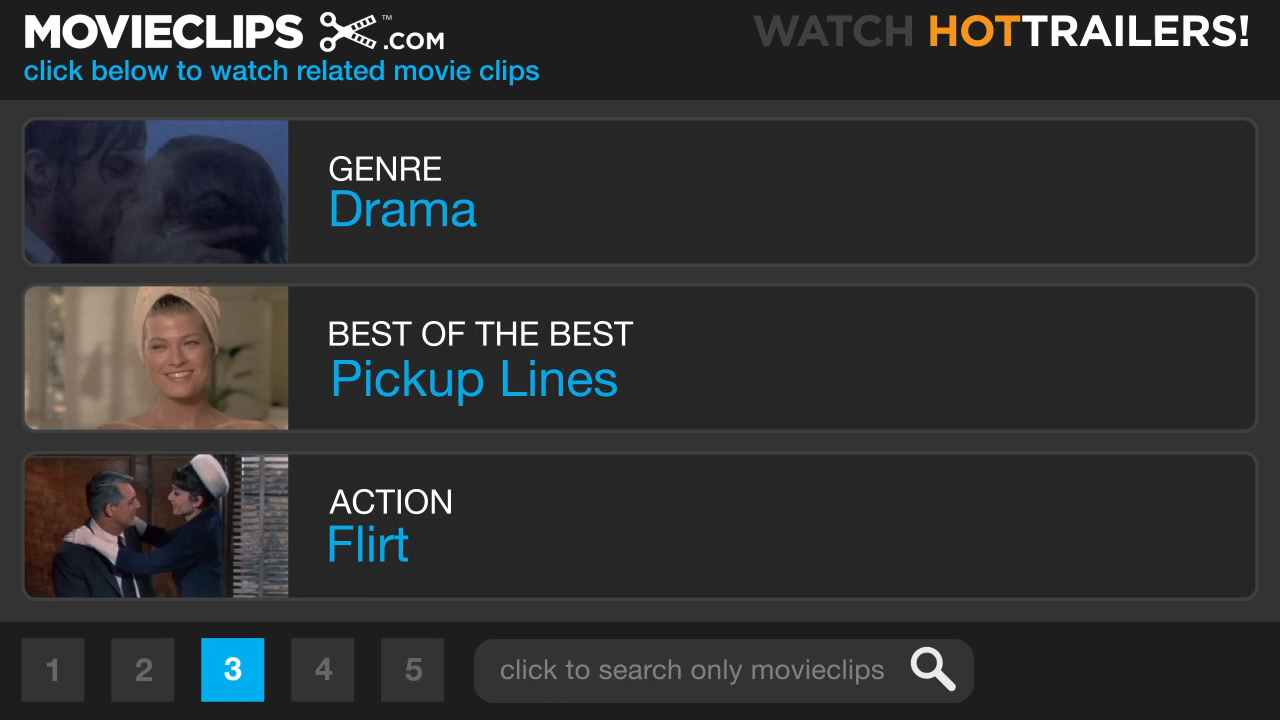 MOVIECLIPS ™ .COM
WATCH HOTTRAILERS!
click below to watch related movie clips
GENRE
Drama
BEST OF THE BEST
Pickup Lines
ACTION
Flirt
1 2 3 4 5 click to search only movieclips